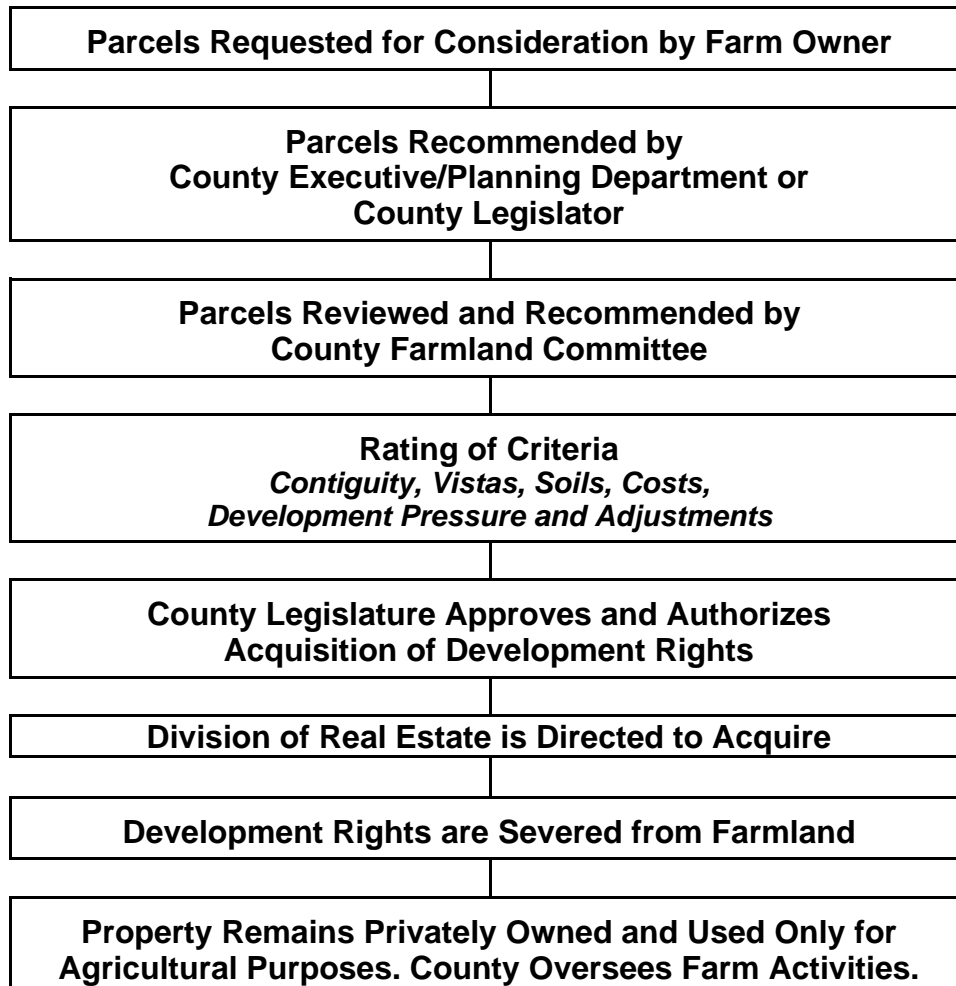 Parcels Requested for Consideration by Farm Owner
Parcels Recommended by
County Executive/Planning Department or
County Legislator
Parcels Reviewed and Recommended by
County Farmland Committee
Rating of Criteria
Contiguity, Vistas, Soils, Costs,
Development Pressure and Adjustments
County Legislature Approves and Authorizes
Acquisition of Development Rights
Division of Real Estate is Directed to Acquire
Development Rights are Severed from Farmland
Property Remains Privately Owned and Used Only for
Agricultural Purposes. County Oversees Farm Activities.